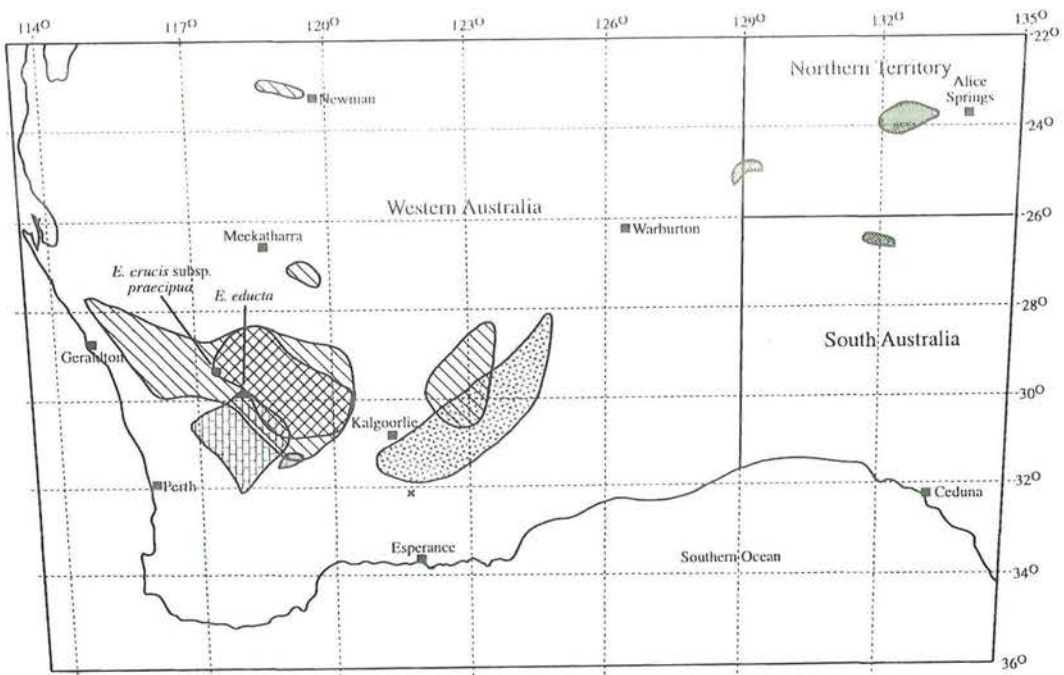 114° 117° 120° 123° 126° 129° 132° 135°
22°
Northern Territory
Alice
Springs
Newman
24°
Western Australia
26°
Warburton
Meekatharra
E. crucis subsp.
praecipua
E. educta
28°
South Australia
Geraldton
30°
Kalgoorlie
x
32°
Perth
Ceduna
Esperance
Southern Ocean
34°
36°